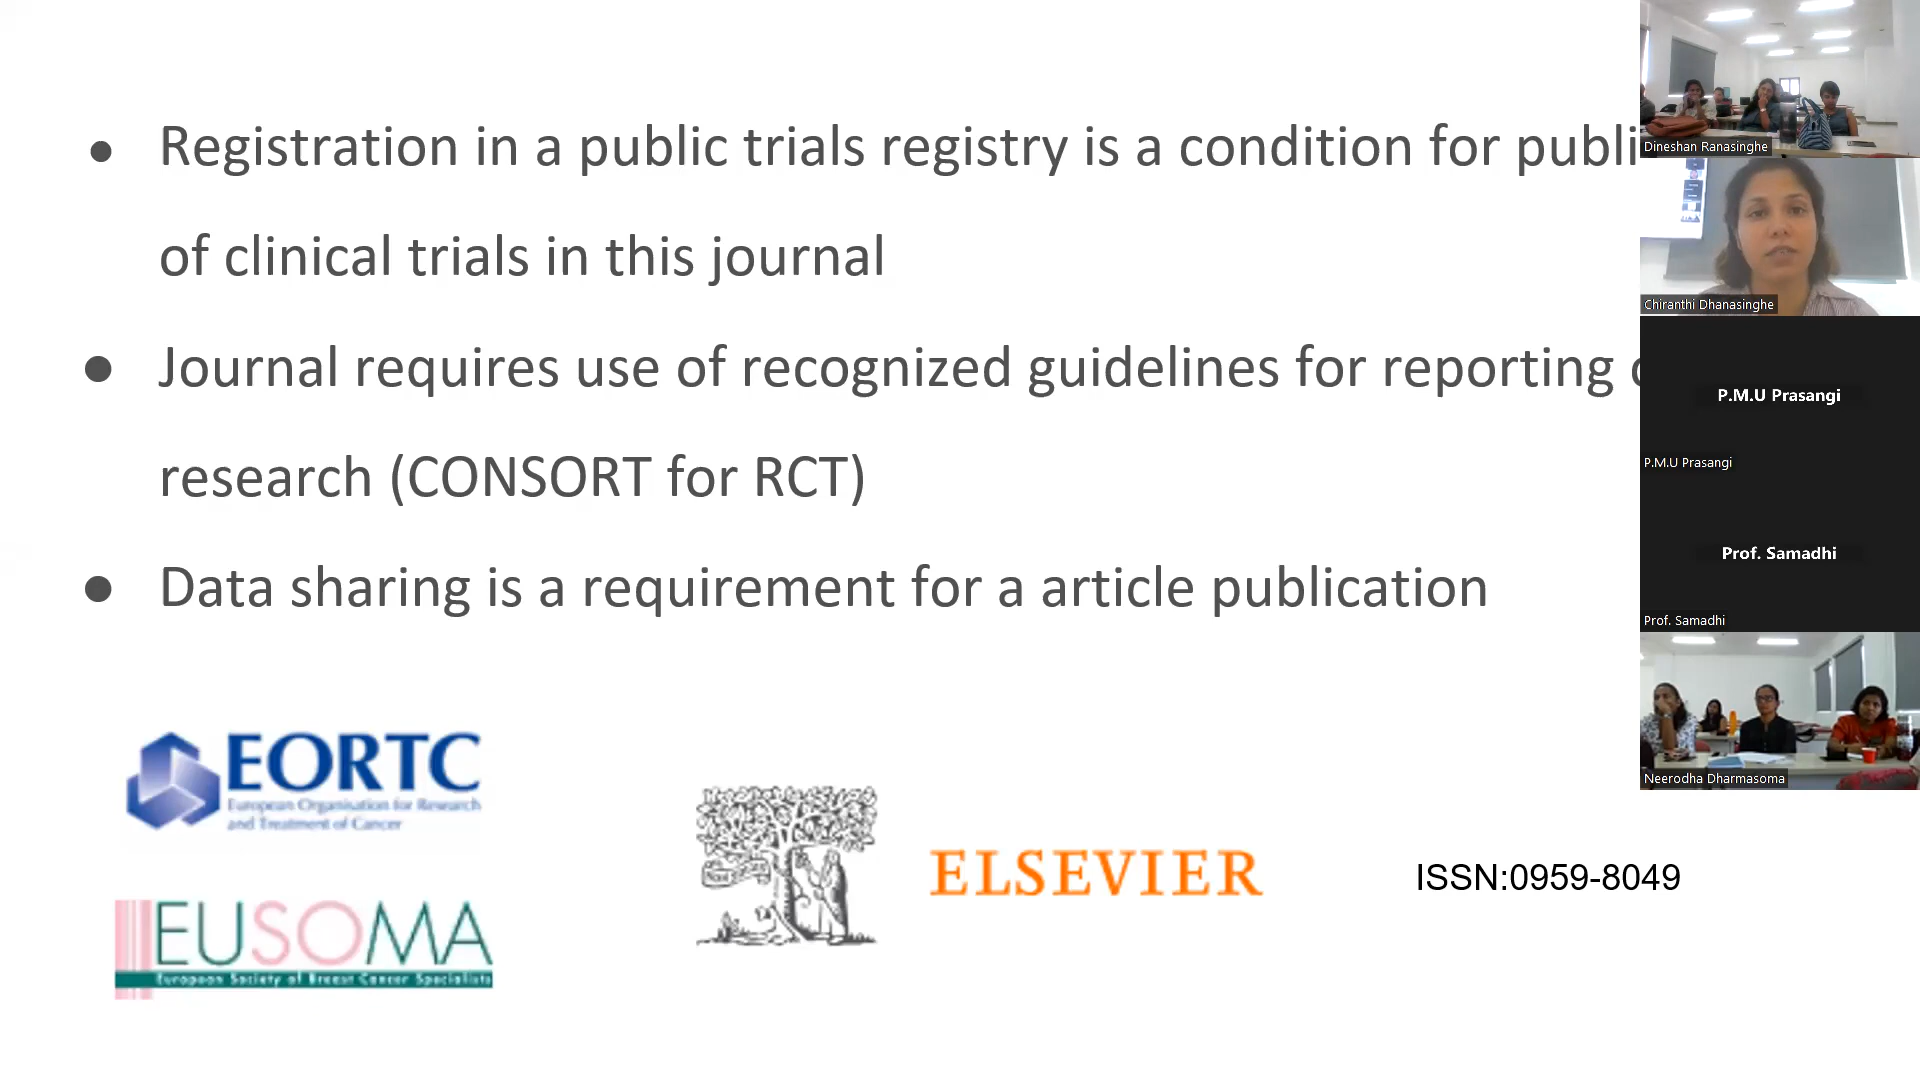 • Registration in a public trials registry is a condition for publi
of clinical trials in this journal
• Journal requires use of recognized guidelines for reporting
research (CONSORT for RCT)
• Data sharing is a requirement for a article publication
EORTC
European Organisation for Research
and Treatment of Cancer
EUSOMA
European Society of Breast Cancer Specialists
ELSEVIER
ISSN:0959-8049
Dineshan Ranasinghe
Chiranthi Dhanasinghe
P.M.U Prasangi
P.M.U Prasangi
Prof. Samadhi
Prof. Samadhi
Neerodha Dharmasoma